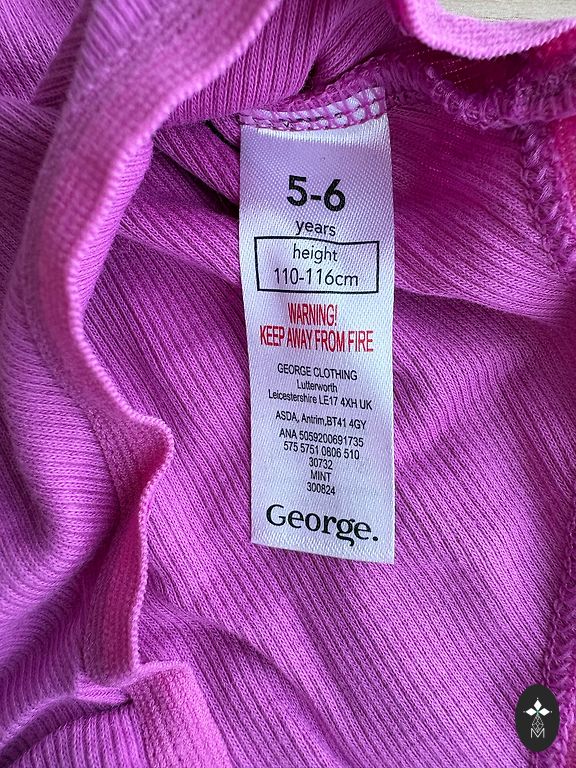 5-6
years
height
110-116cm
WARNING!
KEEP AWAY FROM FIRE
GEORGE CLOTHING
Lutterworth
Leicestershire LE17 4XH UK
ASDA, Antrim, BT41 4GY
ANA 5059200691735
575 5751 0806 510
30732
MINT
300824
George.
M